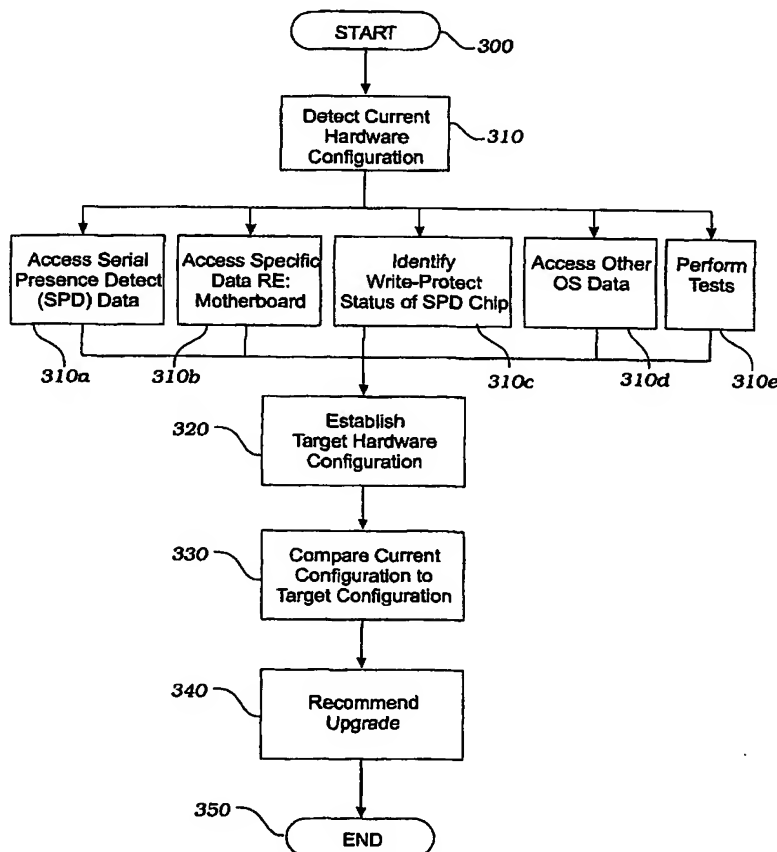 START
300
Detect Current
Hardware
Configuration
310
Access Serial
Presence Detect
(SPD) Data
Access Specific
Data RE:
Motherboard
Identify
Write-Protect
Status of SPD Chip
Access Other
OS Data
Perform
Tests
310a
310b
310c
310d
310e
320
Establish
Target Hardware
Configuration
330
Compare Current
Configuration to
Target Configuration
340
Recommend
Upgrade
350
END